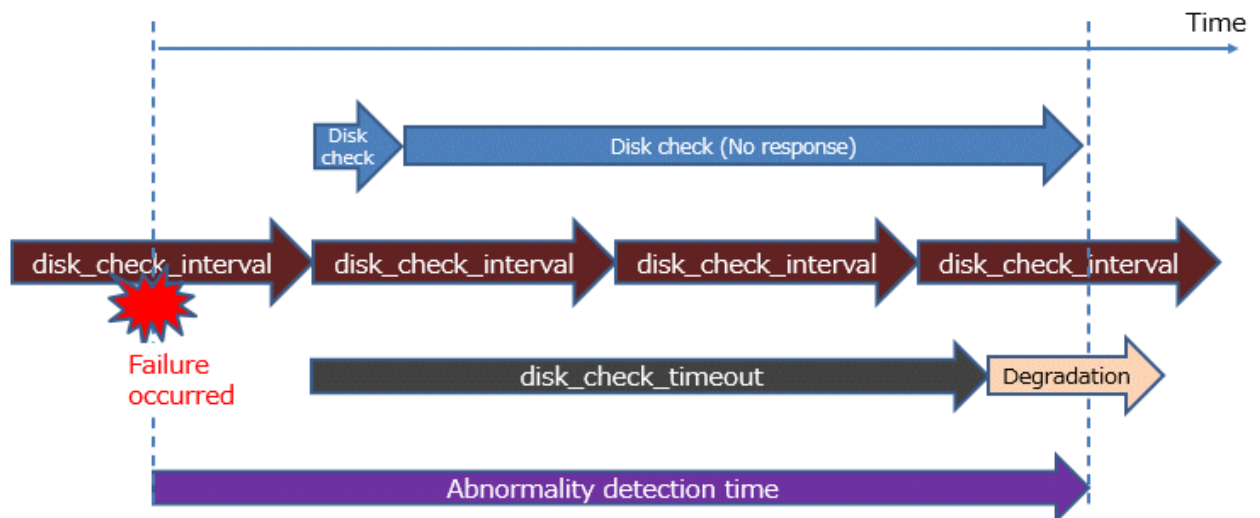 Time
Disk
check
Disk check (No response)
disk_check_interval
disk_check_interval
disk_check_interval
disk_check_interval
Failure
occurred
disk_check_timeout
Degradation
Abnormality detection time